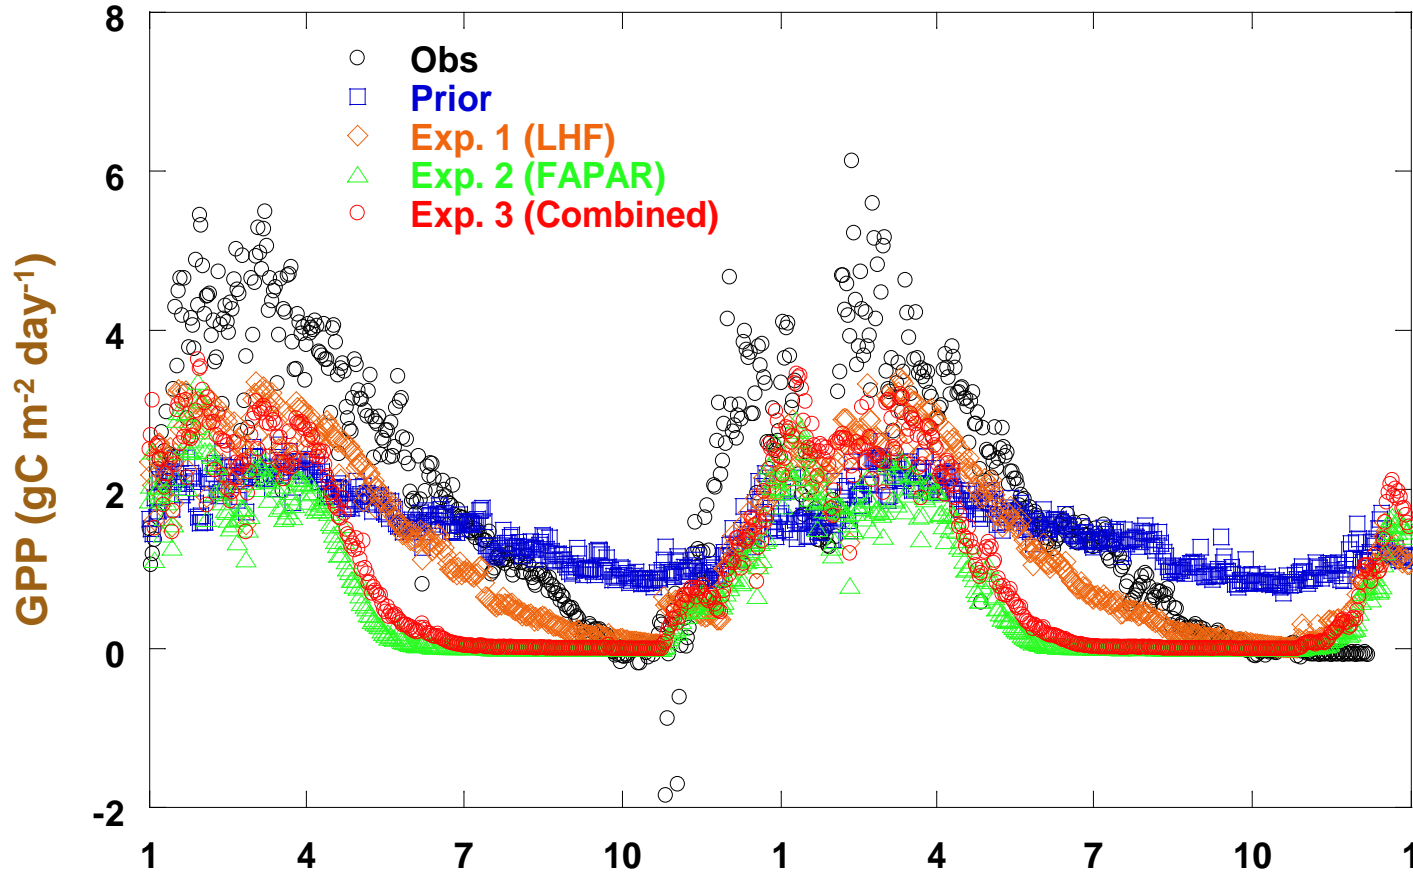 8
Obs
Prior
Exp. 1 (LHF)
6
Exp. 2 (FAPAR)
Exp. 3 (Combined)
GPP (gC m-2 day-1)
4
2
0
-2
1 4 7 10 1 4 7 10 1